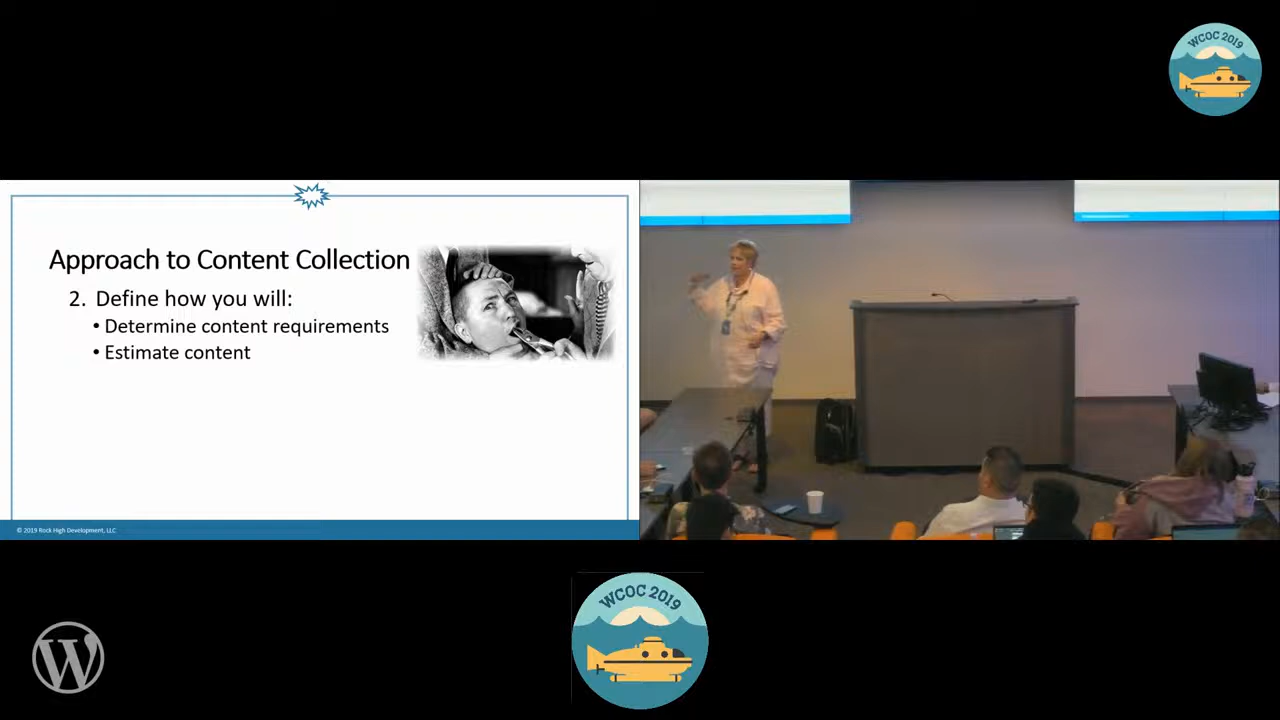 WCOC 2019
Approach to Content Collection
2. Define how you will:
• Determine content requirements
• Estimate content
© 2019 Rock High Development, LLC
WCOC 2019